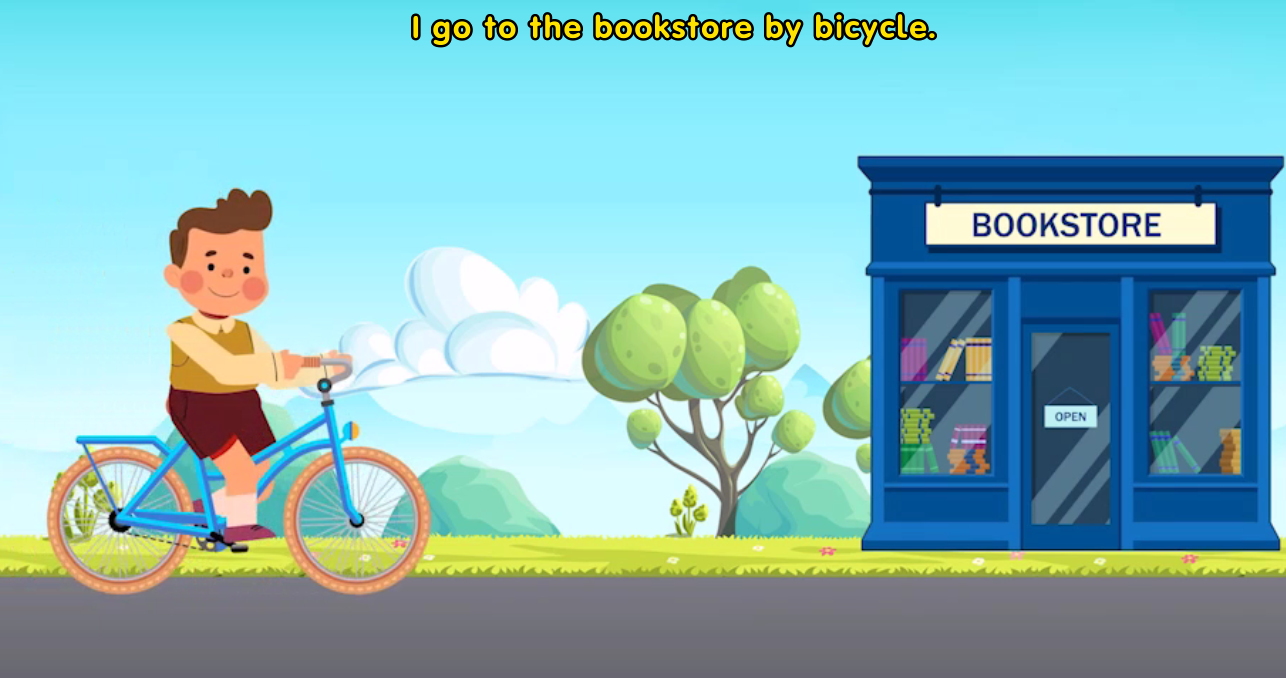 I go to the bookstore by bicycle.
BOOKSTORE
OPEN